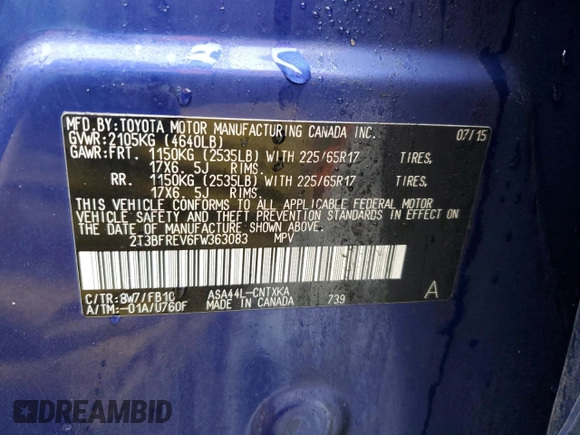 MFD. BY: TOYOTA MOTOR MANUFACTURING CANADA INC. 07/15
GVWR: 2105KG (4640LB)
GAWR: FRT. 1150KG (2535LB) WITH 225/65R17 TIRES,
17X6. 5J RIMS.
RR. 1150KG (2535LB) WITH 225/65R17 TIRES,
17X6. 5J RIMS.
THIS VEHICLE CONFORMS TO ALL APPLICABLE FEDERAL MOTOR
VEHICLE SAFETY AND THEFT PREVENTION STANDARDS IN EFFECT ON
THE DATE OF MANUFACTURE SHOWN ABOVE.
2T3BFREV6FW363083 MPV
C/TR: 8W7/FB10 ASA44L-CNTXKA A
A/TM: -01A/U760F MADE IN CANADA 739
DREAMBID